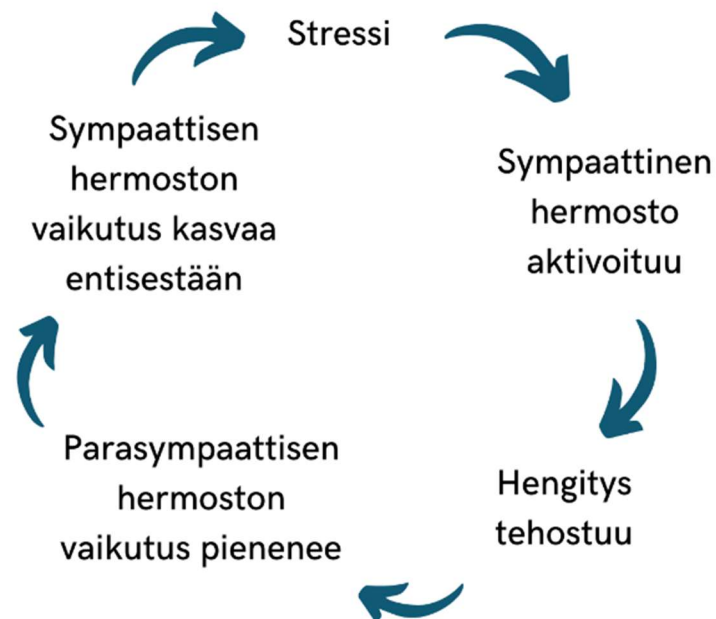 Stressi
Sympaattinen
hermosto
aktivoituu
Hengitys
tehostuu
Parasympaattisen
hermoston
vaikutus pienenee
Sympaattisen
hermoston
vaikutus kasvaa
entisestään